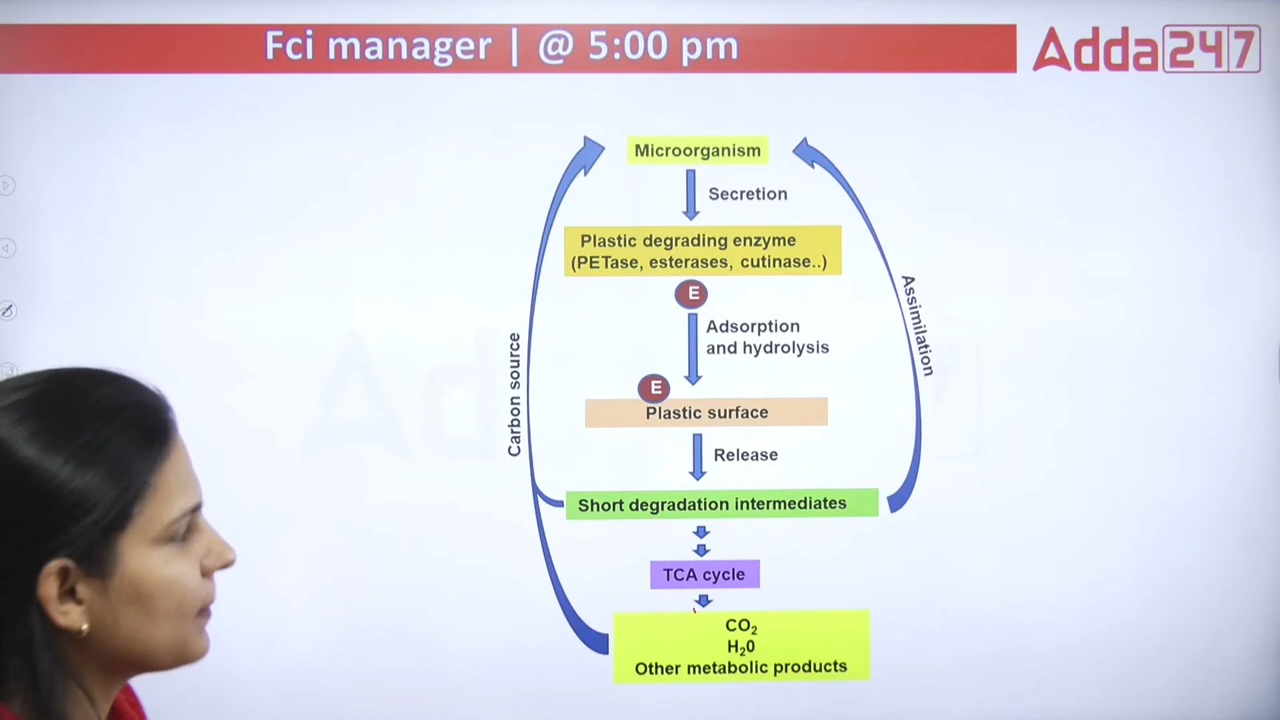 Fci manager | @ 5:00 pm
Adda247
Microorganism
Secretion
Plastic degrading enzyme
(PETase, esterases, cutinase..)
E
Adsorption
and hydrolysis
E
Plastic surface
Release
Short degradation intermediates
TCA cycle
CO₂
H₂0
Other metabolic products
Carbon source
Assimilation